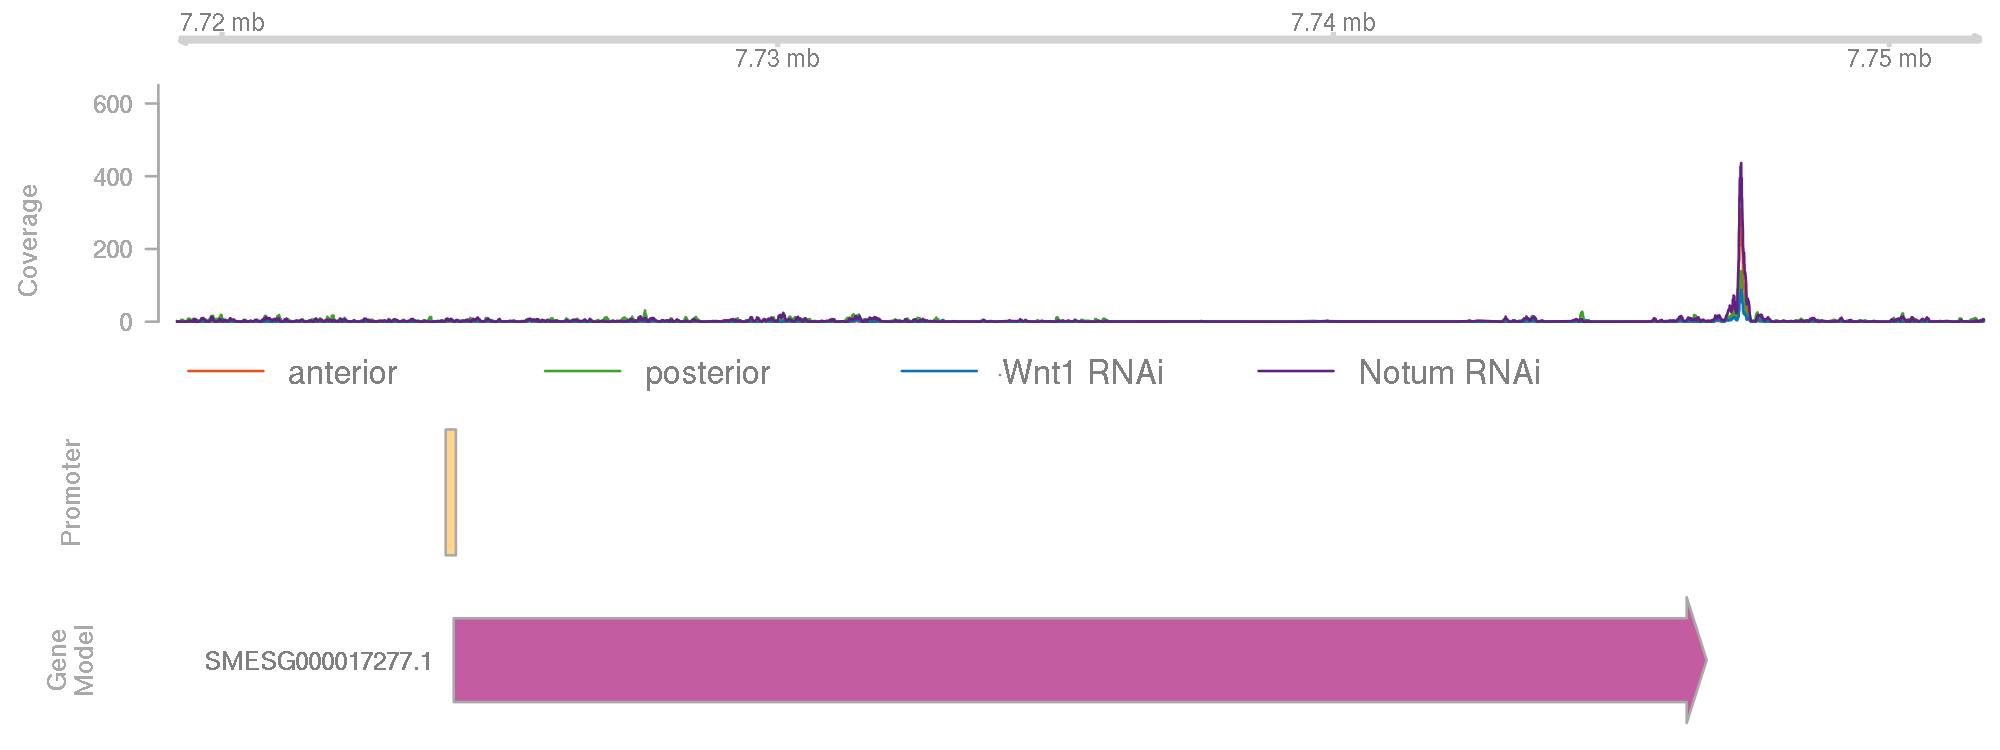 7.72 mb
7.74 mb
7.73 mb
7.75 mb
Coverage
600
400
200
0
anterior posterior Wnt1 RNAi Notum RNAi
Promoter
Gene
Model
SMESG000017277.1